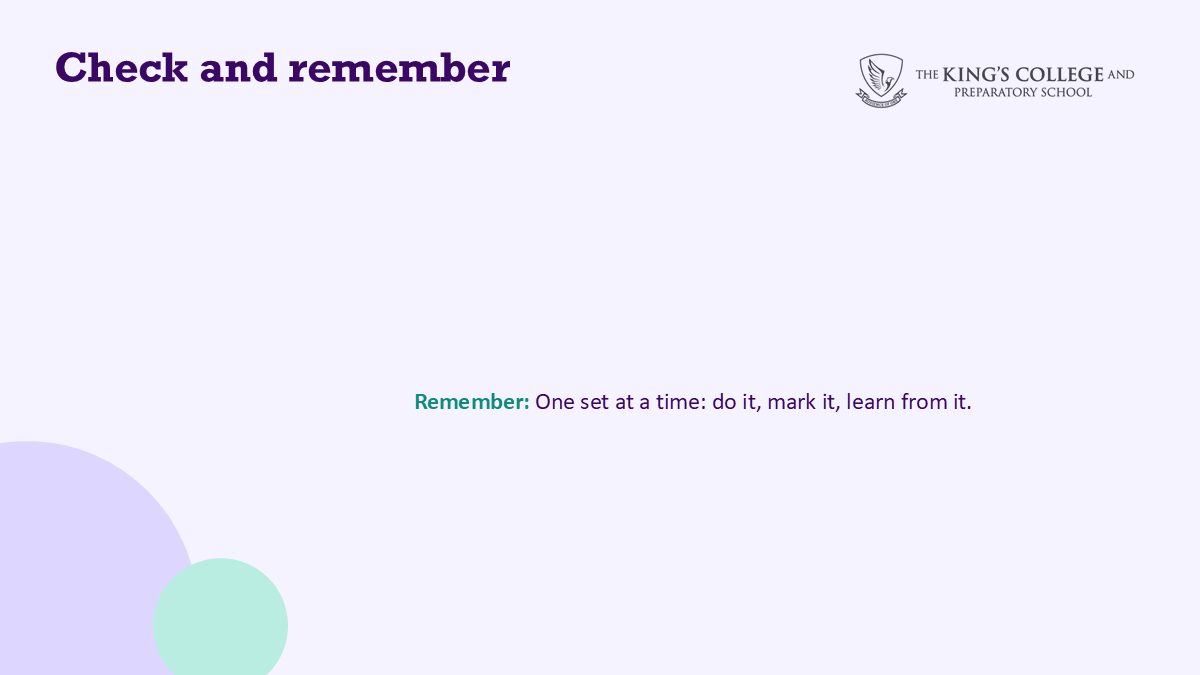 Check and remember
THE KING'S COLLEGE AND
PREPARATORY SCHOOL
Remember: One set at a time: do it, mark it, learn from it.